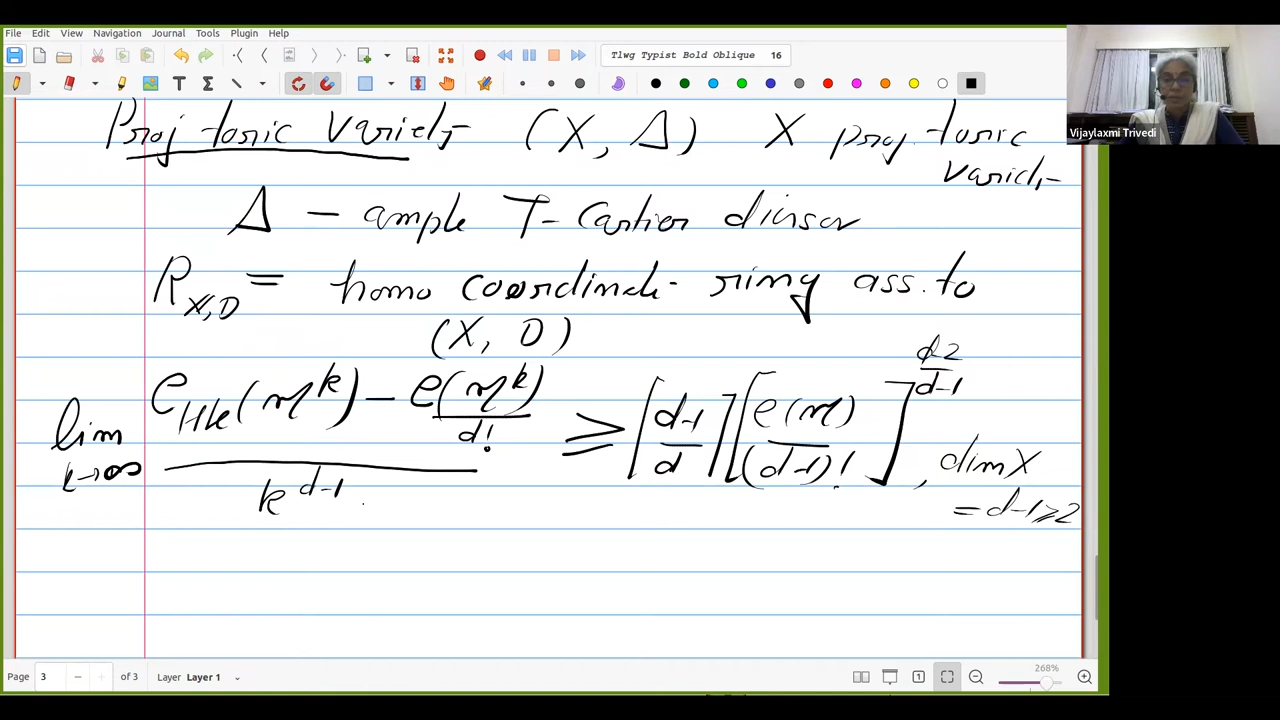 File Edit View Navigation Journal Tools Plugin Help
Tlwg Typist Bold Oblique 16
Vijaylaxmi Trivedi
Proj toric Variety (X, Δ) X proj. toric variety
Δ – ample T-Cartier divisor
R_{X,D} = homo coordinate ring ass. to
(X, D)
lim_{k→∞} (e_{HK}(m^k) − e(m^k)/d!) / k^{d-1} ≥ [(d-1)/d] [e(m)/(d-1)!]^{(d-2)/(d-1)}, dim X = d-1 ≥ 2
Page 3 of 3 Layer Layer 1 268%